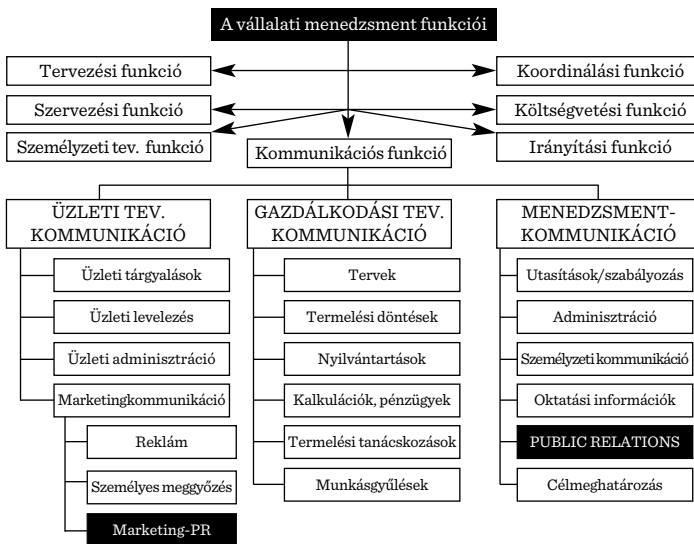 A vállalati menedzsment funkciói
Tervezési funkció
Koordinálási funkció
Szervezési funkció
Költségvetési funkció
Személyzeti tev. funkció
Kommunikációs funkció
Irányítási funkció
ÜZLETI TEV.
KOMMUNIKÁCIÓ
Üzleti tárgyalások
Üzleti levelezés
Üzleti adminisztráció
Marketingkommunikáció
Reklám
Személyes meggyőzés
Marketing-PR
GAZDÁLKODÁSI TEV.
KOMMUNIKÁCIÓ
Tervek
Termelési döntések
Nyilvántartások
Kalkulációk, pénzügyek
Termelési tanácskozások
Munkásgyűlések
MENEDZSMENT-
KOMMUNIKÁCIÓ
Utasítások/szabályozás
Adminisztráció
Személyzeti kommunikáció
Oktatási információk
PUBLIC RELATIONS
Célmeghatározás